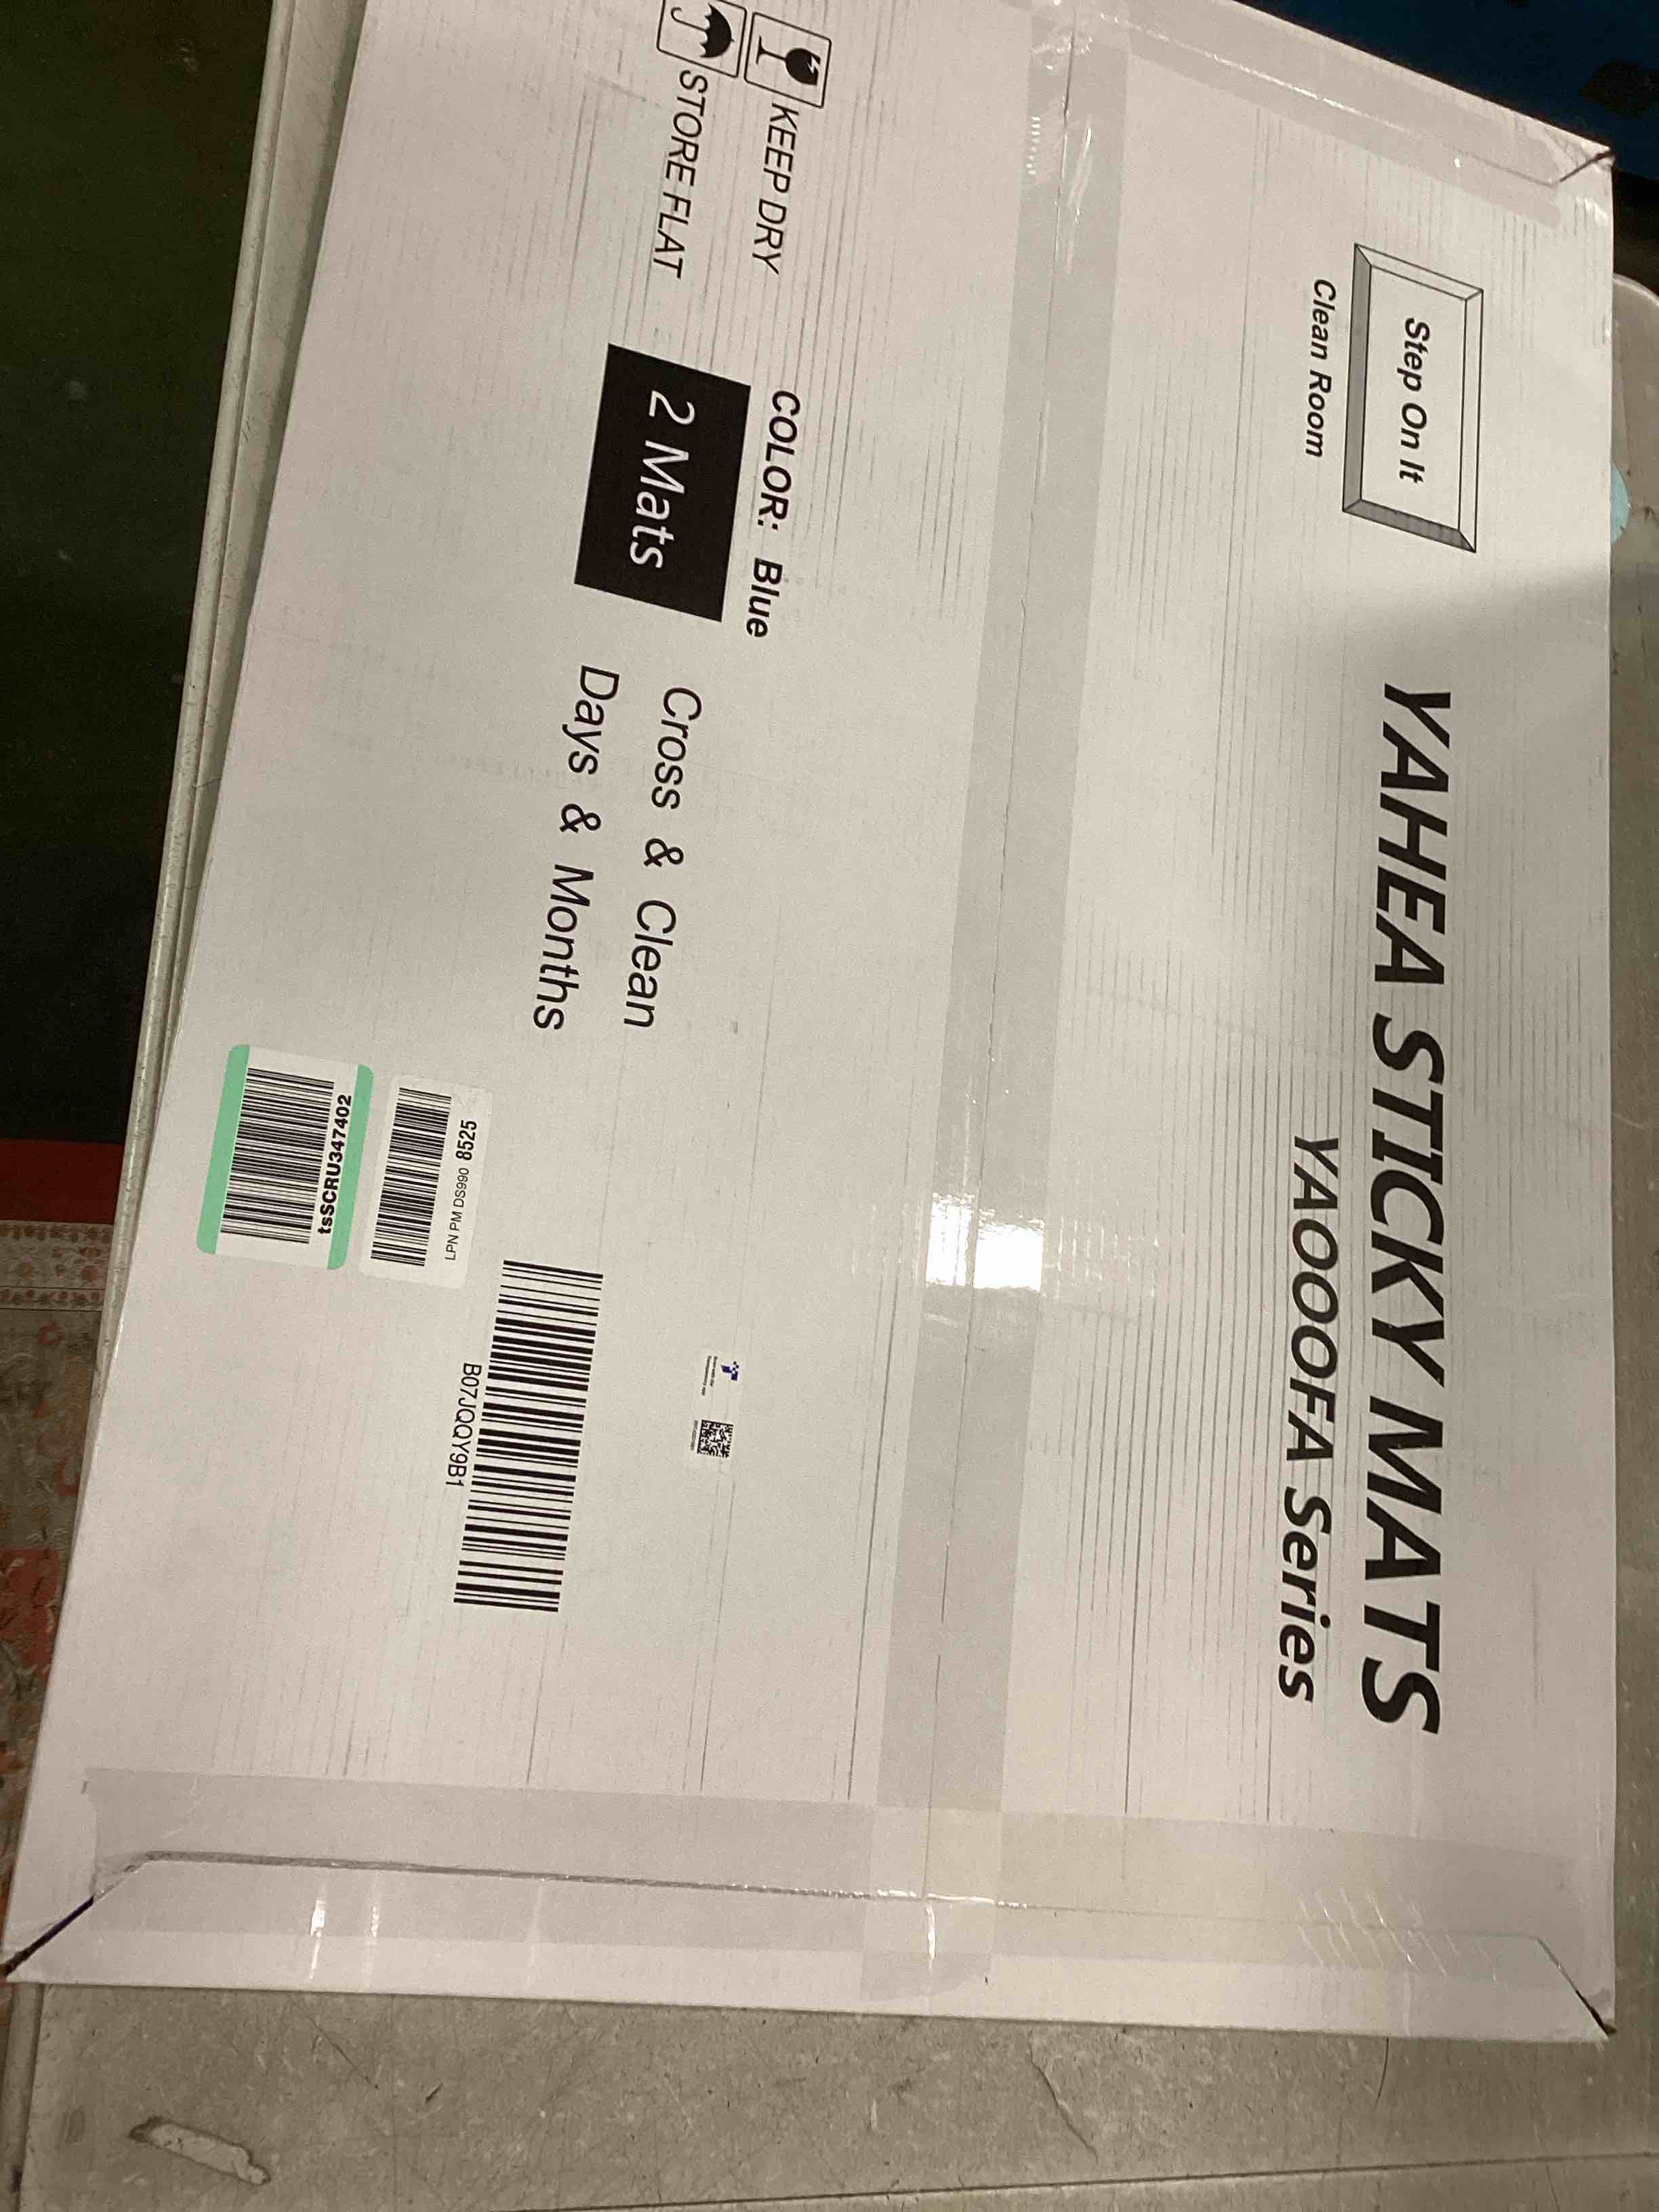 Step On It
Clean Room
YAHEA STICKY MATS
YAOOOFA Series
KEEP DRY
STORE FLAT
COLOR: Blue
2 Mats
Cross & Clean
Days & Months
LPN PM DS990 8525
tsSCRU347402
B07JQQY9B1